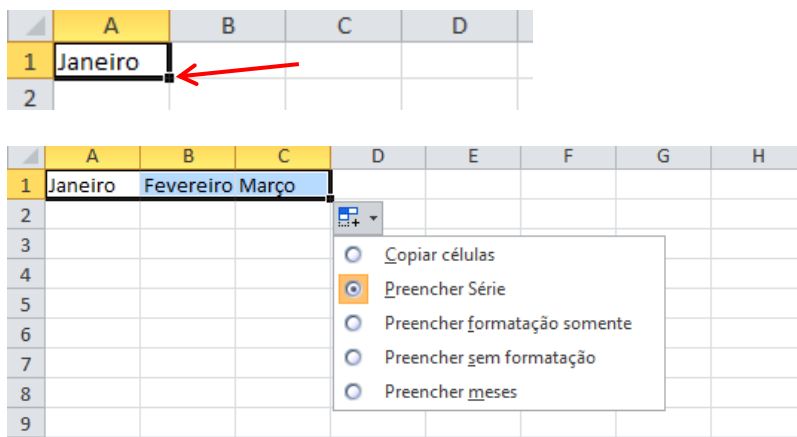 A B C D
1 Janeiro
2
A B C D E F G H
1 Janeiro Fevereiro Março
2
3 Copiar células
4 Preencher Série
5
6 Preencher formatação somente
7 Preencher sem formatação
8 Preencher meses
9